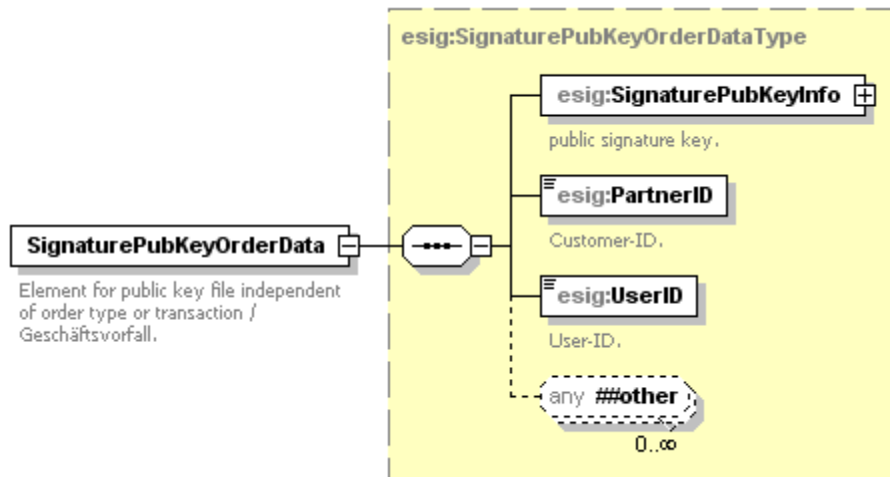 esig:SignaturePubKeyOrderDataType
esig:SignaturePubKeyInfo
public signature key.
esig:PartnerID
Customer-ID.
SignaturePubKeyOrderData
Element for public key file independent
of order type or transaction /
Geschäftsvorfall.
esig:UserID
User-ID.
any ##other
0..∞